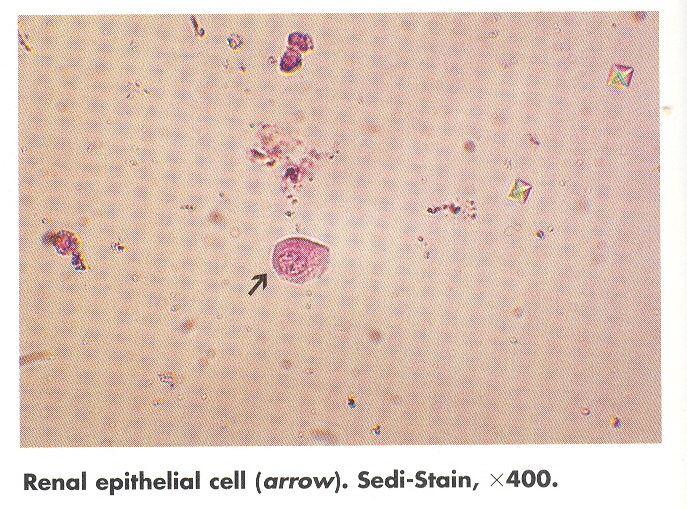 Renal epithelial cell (arrow). Sedi-Stain, ×400.